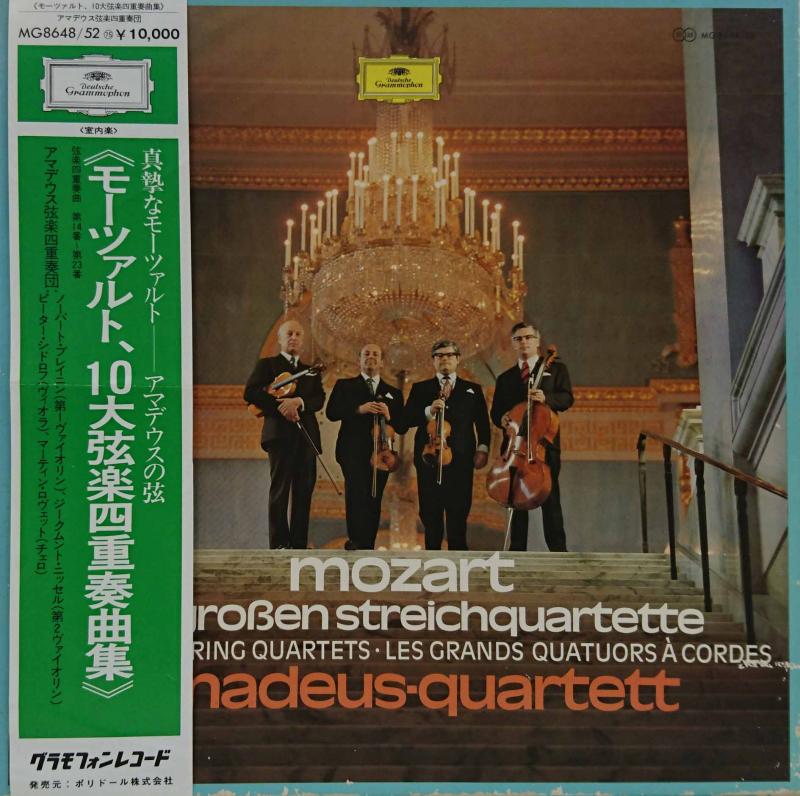 《モーツァルト、10大弦楽四重奏曲集》
アマデウス弦楽四重奏団
MG8648/52 ㊄ ¥10,000
Deutsche
Grammophon
〈室内楽〉
真摯なモーツァルト——アマデウスの弦
《モーツァルト、10大弦楽四重奏曲集》
弦楽四重奏曲 第14番~第23番
アマデウス弦楽四重奏団:ノーバート・ブレイニン(第1ヴァイオリン)、ジークムント・ニッセル(第2ヴァイオリン)
ピーター・シドロフ(ヴィオラ)、マーティン・ロヴェット(チェロ)
グラモフォンレコード
発売元:ポリドール株式会社
Deutsche
Grammophon
mozart
großen streichquartette
RING QUARTETS · LES GRANDS QUATUORS À CORDES
madeus-quartett